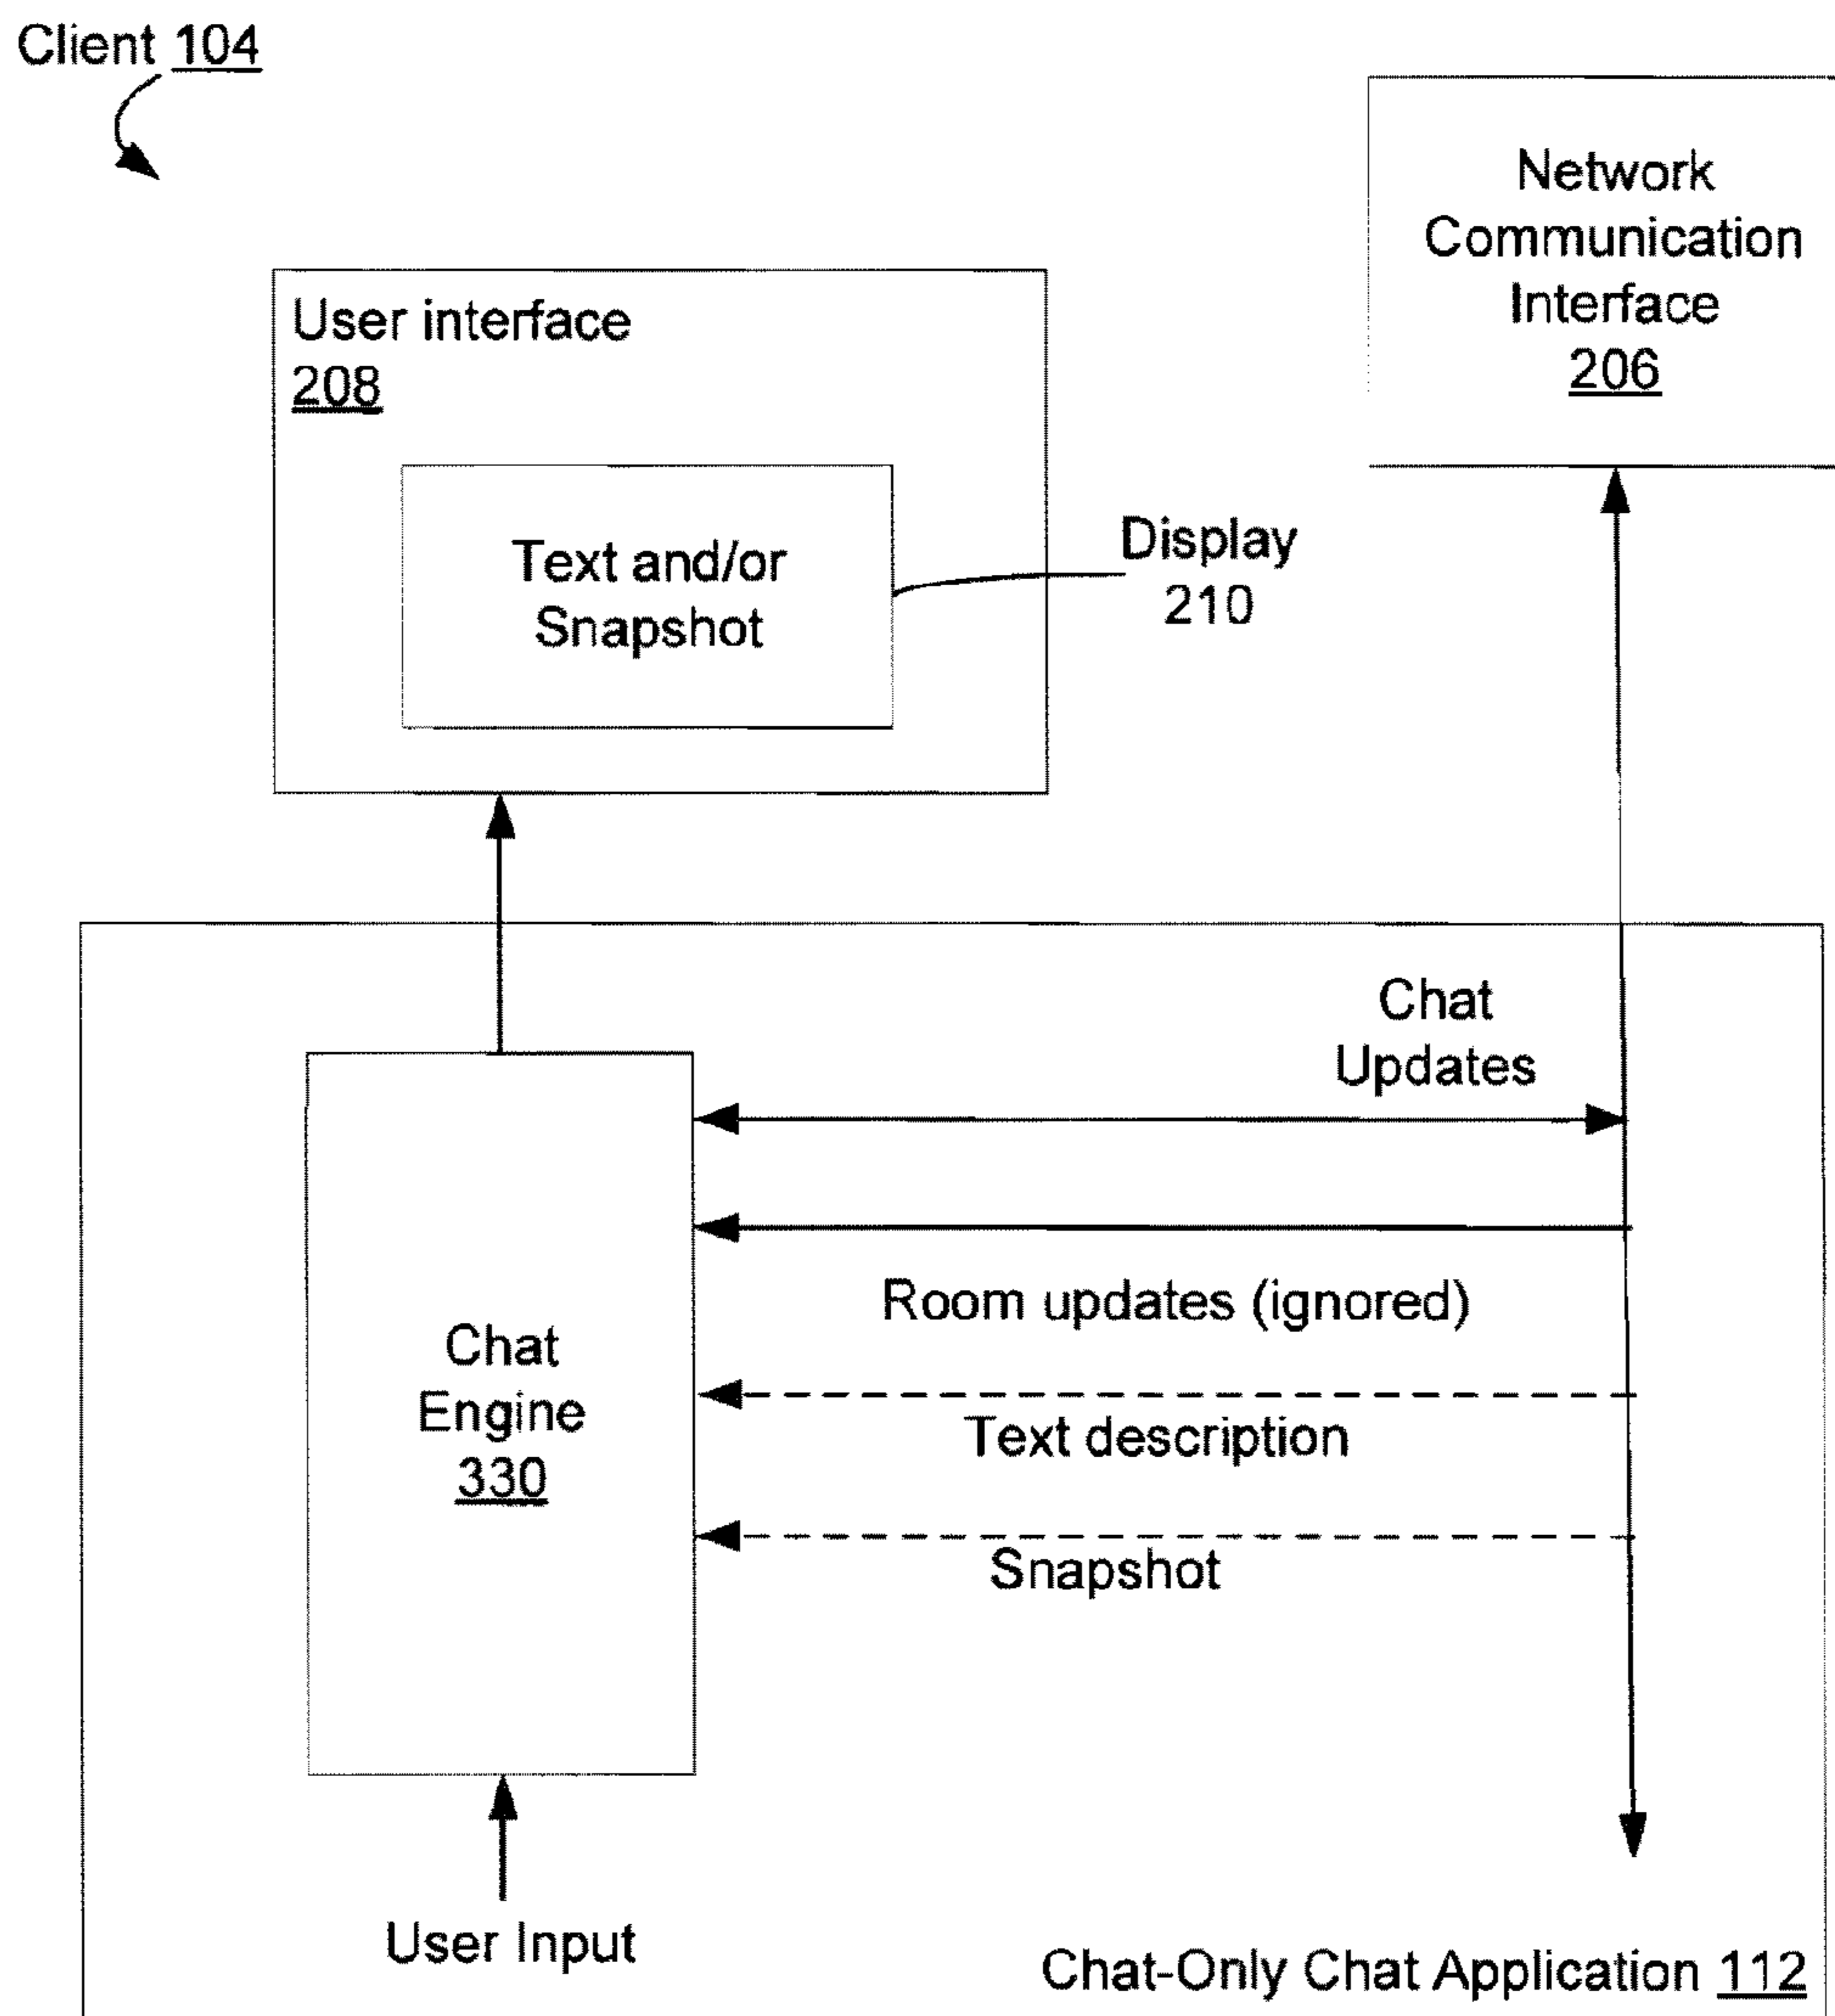 Client 104
Network
Communication
Interface
206
User interface
208
Text and/or
Snapshot
Display
210
Chat
Updates
Room updates (ignored)
Text description
Snapshot
Chat
Engine
330
User Input
Chat-Only Chat Application 112